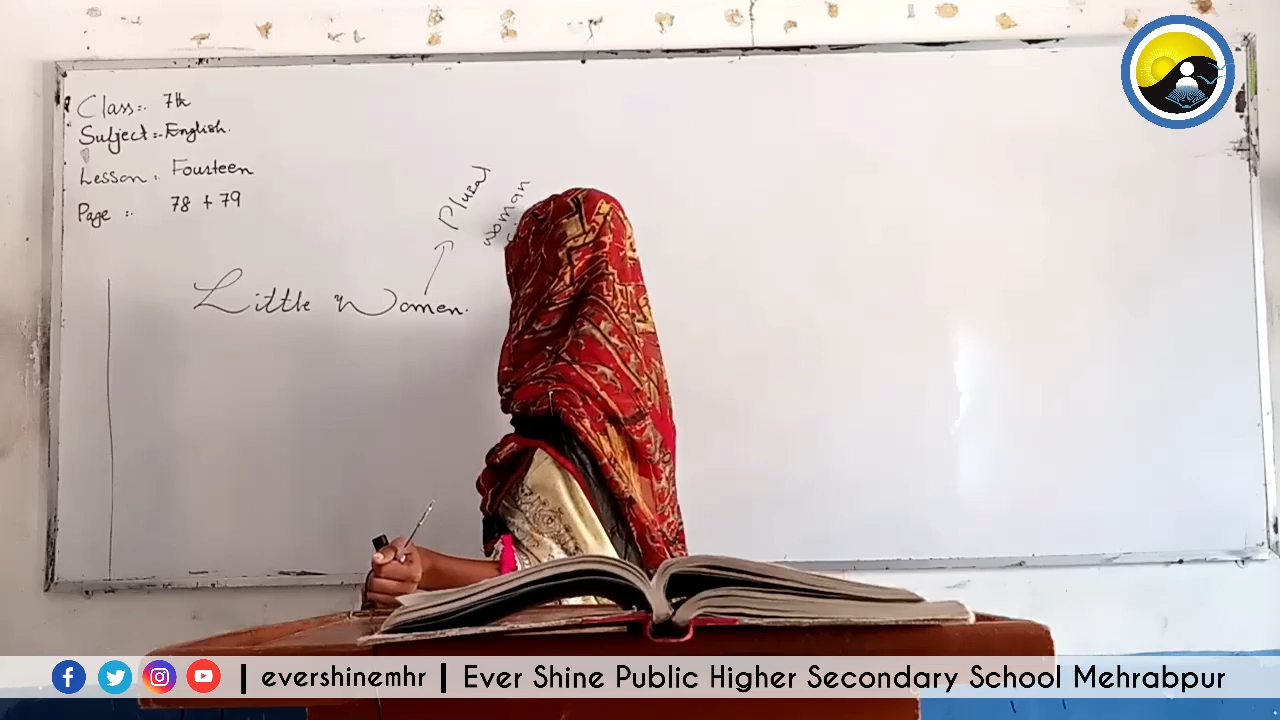 Class:- 7th
Subject:- English.
Lesson:- Fourteen
Page :- 78 + 79
Plural
woman
Little Women.
| evershinemhr | Ever Shine Public Higher Secondary School Mehrabpur